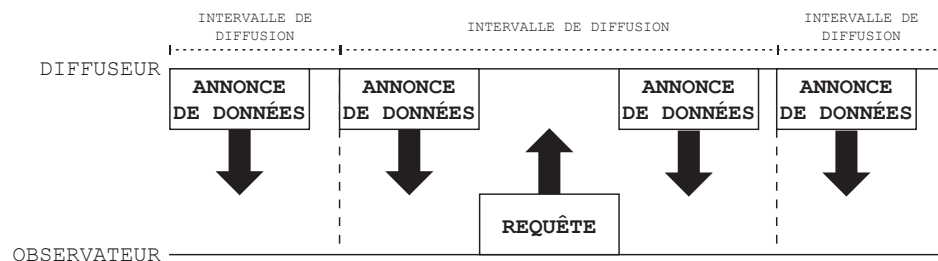 INTERVALLE DE
DIFFUSION
INTERVALLE DE DIFFUSION
INTERVALLE DE
DIFFUSION
DIFFUSEUR
ANNONCE
DE DONNÉES
ANNONCE
DE DONNÉES
ANNONCE
DE DONNÉES
ANNONCE
DE DONNÉES
REQUÊTE
OBSERVATEUR